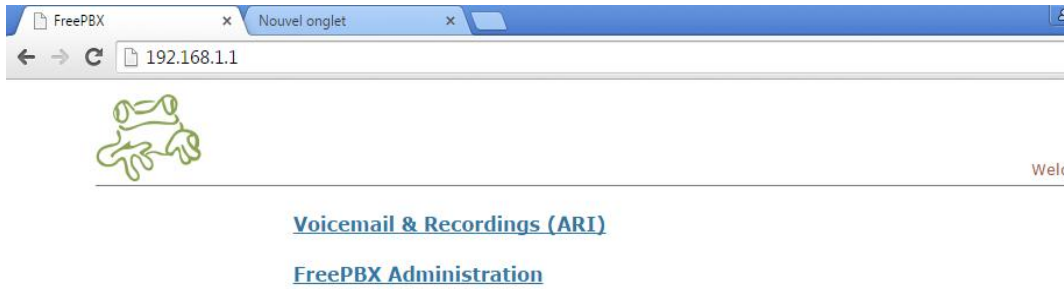 FreePBX
Nouvel onglet
192.168.1.1
Voicemail & Recordings (ARI)
FreePBX Administration